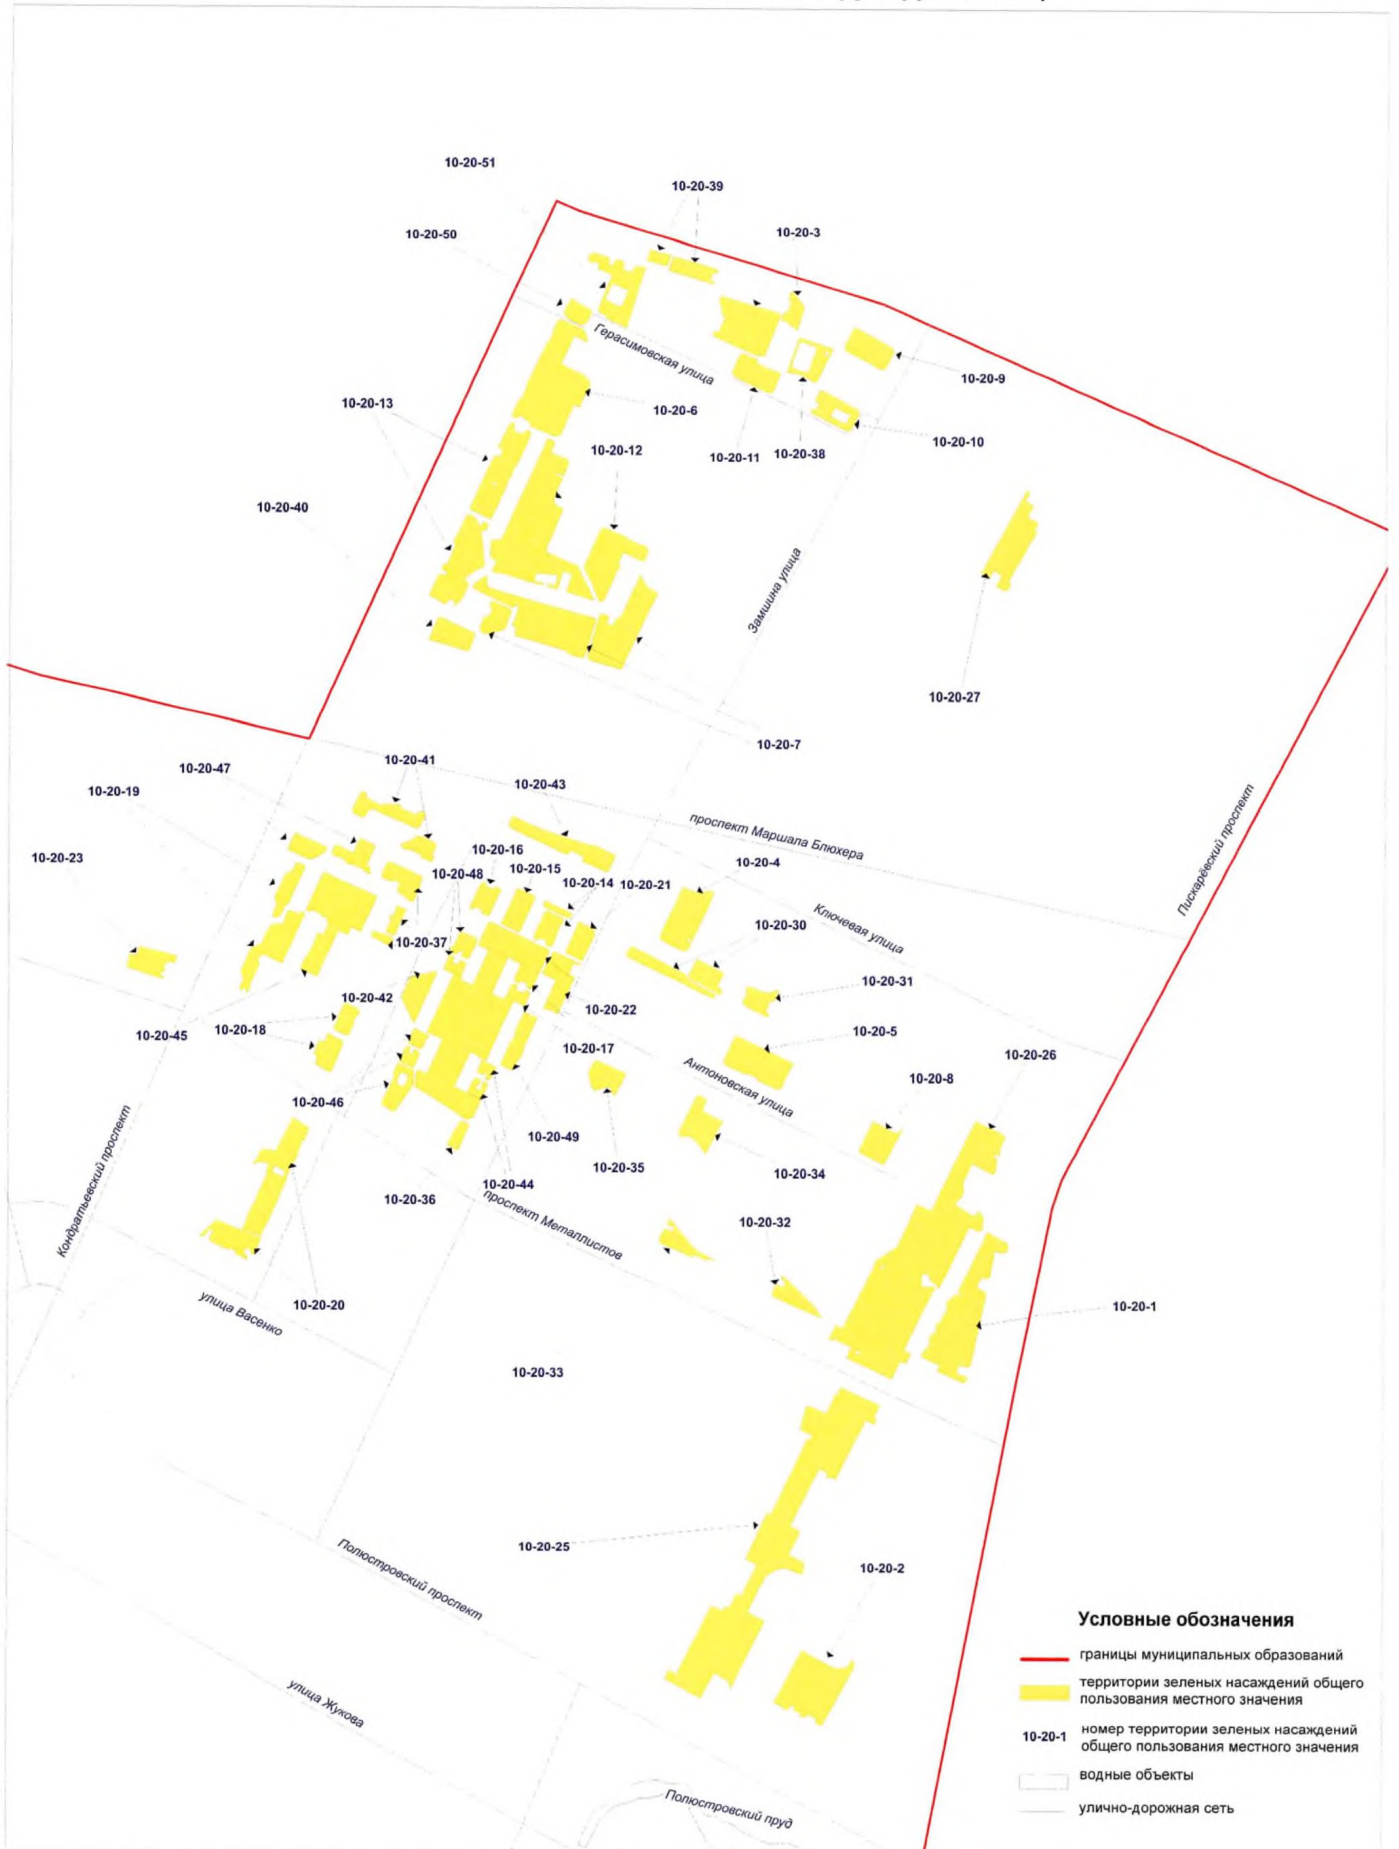 10-20-51
10-20-39
10-20-50
10-20-3
Герасимовская улица
10-20-9
10-20-13
10-20-6
10-20-10
10-20-12
10-20-11
10-20-38
10-20-40
Замшина улица
10-20-27
10-20-7
10-20-47
10-20-41
10-20-43
10-20-19
проспект Маршала Блюхера
Пискарёвский проспект
10-20-23
10-20-16
10-20-4
10-20-48
10-20-15
10-20-14
10-20-21
Ключевая улица
10-20-30
10-20-37
10-20-31
10-20-42
10-20-22
10-20-45
10-20-18
10-20-5
10-20-17
10-20-26
Антоновская улица
10-20-8
10-20-46
10-20-49
Кондратьевский проспект
10-20-35
10-20-34
10-20-44
10-20-36
проспект Металлистов
10-20-32
10-20-20
10-20-1
улица Васенко
10-20-33
10-20-25
10-20-2
Полюстровский проспект
улица Жукова
Полюстровский пруд
Условные обозначения
границы муниципальных образований
территории зеленых насаждений общего
пользования местного значения
10-20-1 номер территории зеленых насаждений
общего пользования местного значения
водные объекты
улично-дорожная сеть